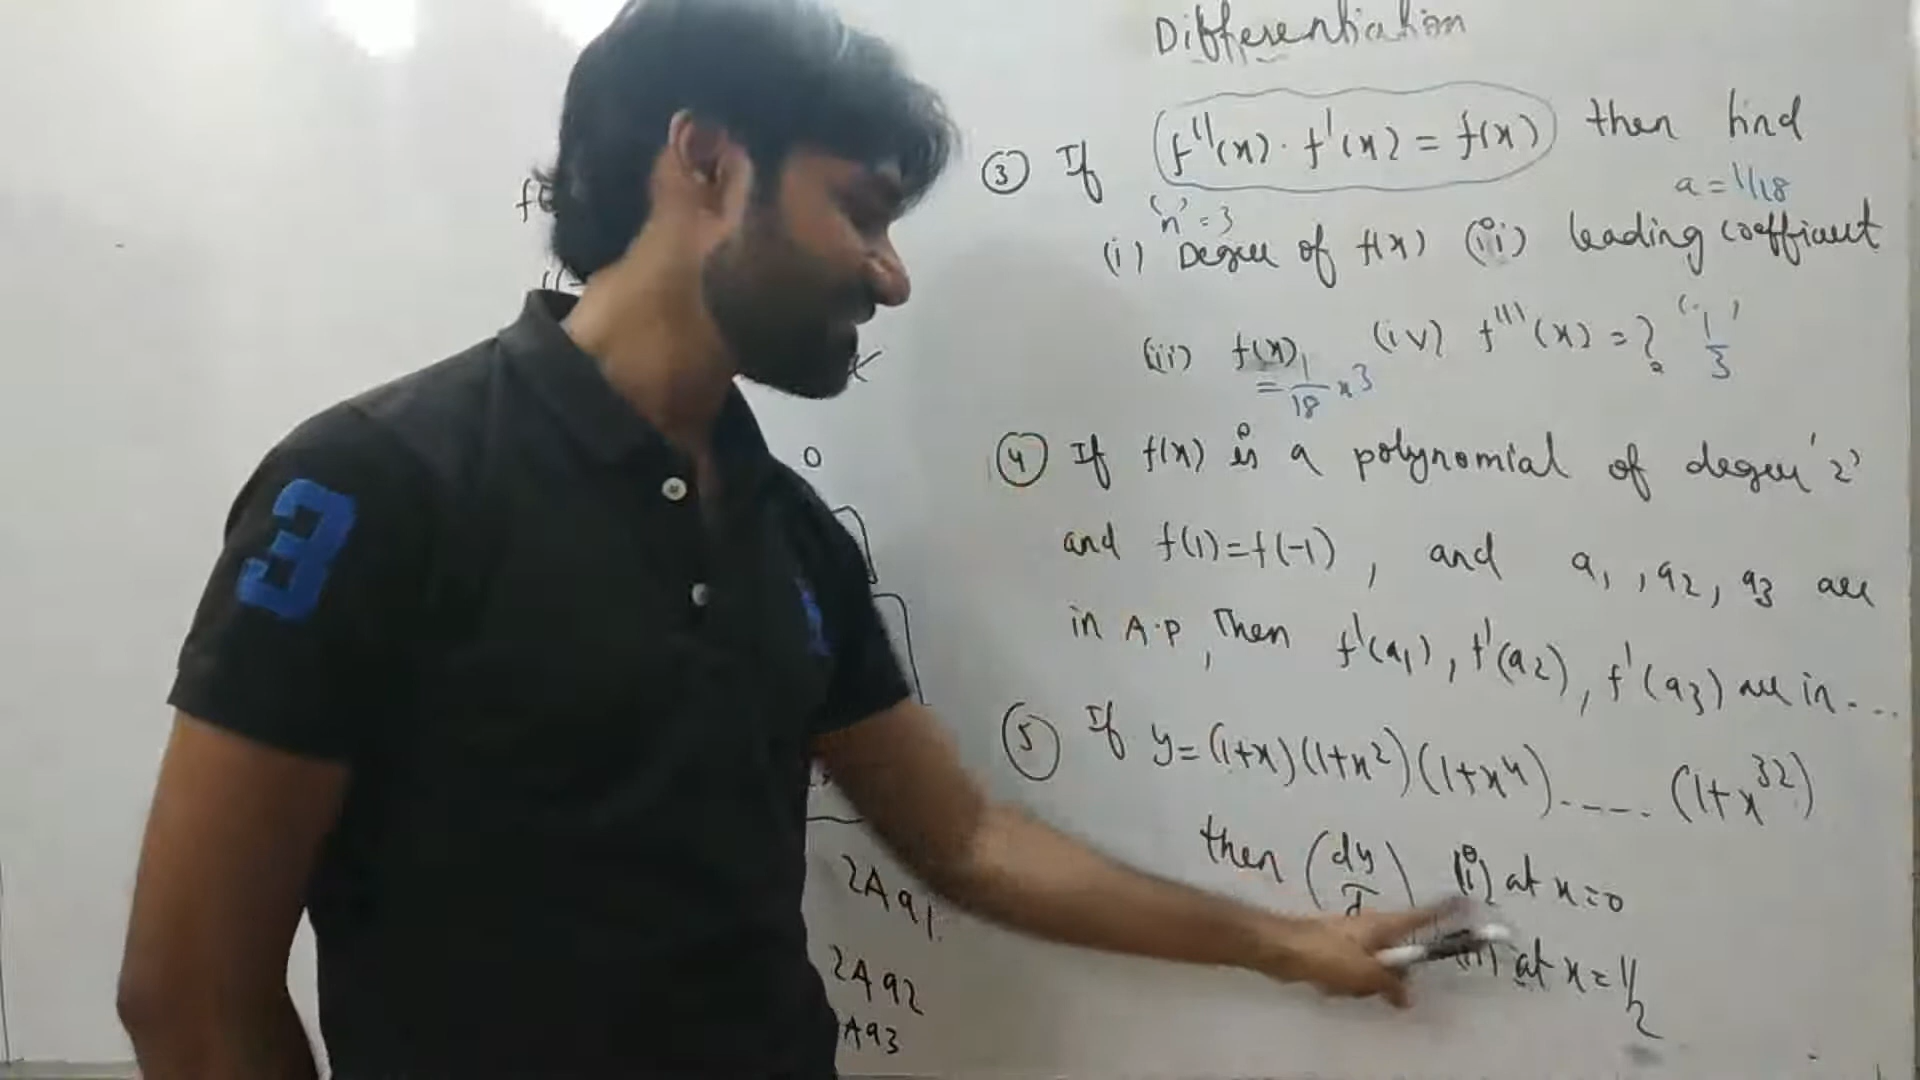 Differentiation
③ If (f''(x) . f'(x) = f(x)) then find
'n' = 3
a = 1/18
(i) Degree of f(x) (ii) leading coefficient
(iii) f(x) (iv) f'''(x) = ? '1/3'
= 1/18 x³
④ If f(x) is a polynomial of degree '2'
and f(1) = f(-1), and a₁, a₂, a₃ are
in A.P, Then f'(a₁), f'(a₂), f'(a₃) are in ...
⑤ If y = (1+x)(1+x²)(1+x⁴) ..... (1+x³²)
then (dy/d ) (i) at x = 0
(ii) at x = 1/2
0
2Aa₁
2Aa₂
Aa₃
3